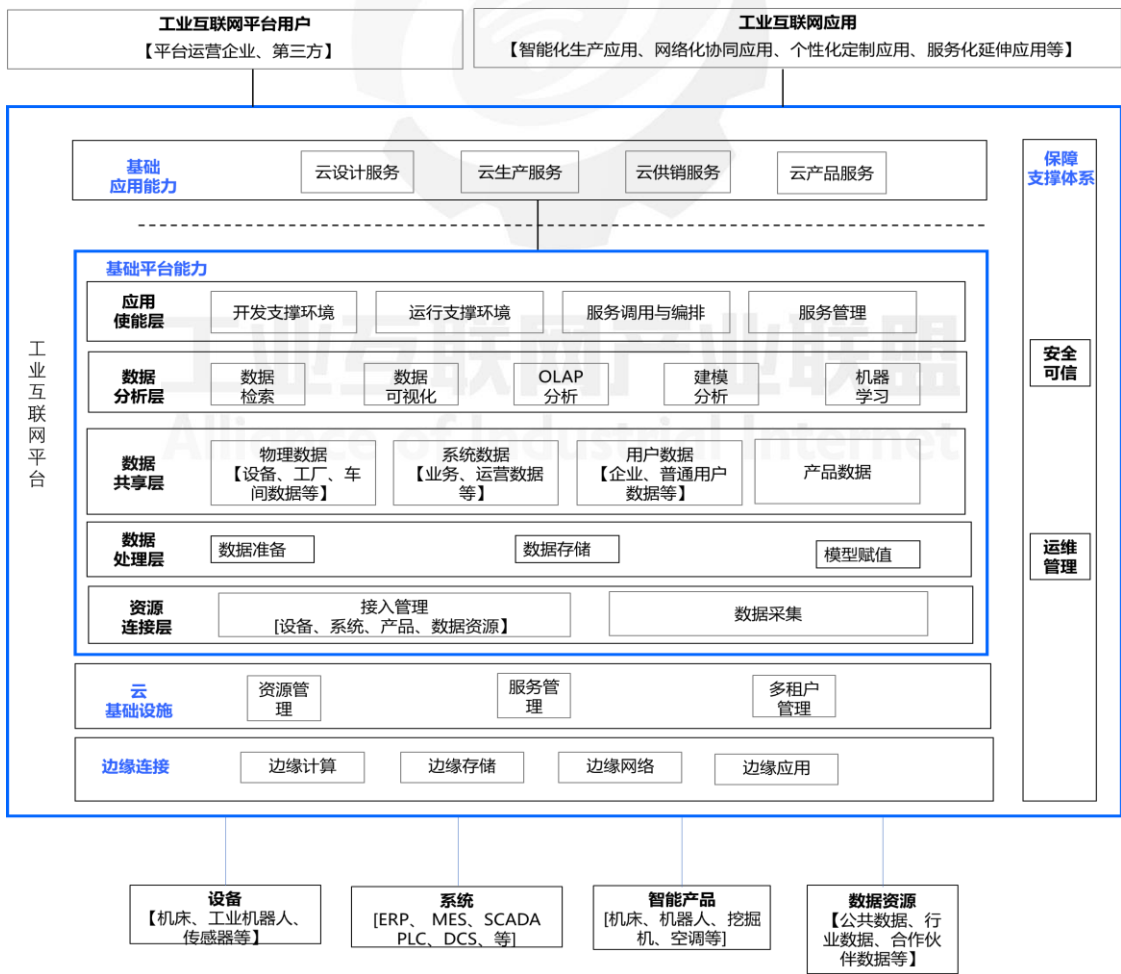 工业互联网平台用户
【平台运营企业、第三方】
工业互联网应用
【智能化生产应用、网络化协同应用、个性化定制应用、服务化延伸应用等】
工业互联网平台
基础
应用能力
云设计服务
云生产服务
云供销服务
云产品服务
保障
支撑体系
安全
可信
运维
管理
基础平台能力
应用
使能层
开发支撑环境
运行支撑环境
服务调用与编排
服务管理
工业互联网产业联盟
Alliance of Industrial Internet
数据
分析层
数据
检索
数据
可视化
OLAP
分析
建模
分析
机器
学习
数据
共享层
物理数据
【设备、工厂、车
间数据等】
系统数据
【业务、运营数据
等】
用户数据
【企业、普通用户
数据等】
产品数据
数据
处理层
数据准备
数据存储
模型赋值
资源
连接层
接入管理
[设备、系统、产品、数据资源】
数据采集
云
基础设施
资源管
理
服务管
理
多租户
管理
边缘连接
边缘计算
边缘存储
边缘网络
边缘应用
设备
【机床、工业机器人、
传感器等】
系统
[ERP、 MES、SCADA
PLC、DCS、等]
智能产品
[机床、机器人、挖掘
机、空调等]
数据资源
【公共数据、行
业数据、合作伙
伴数据等】